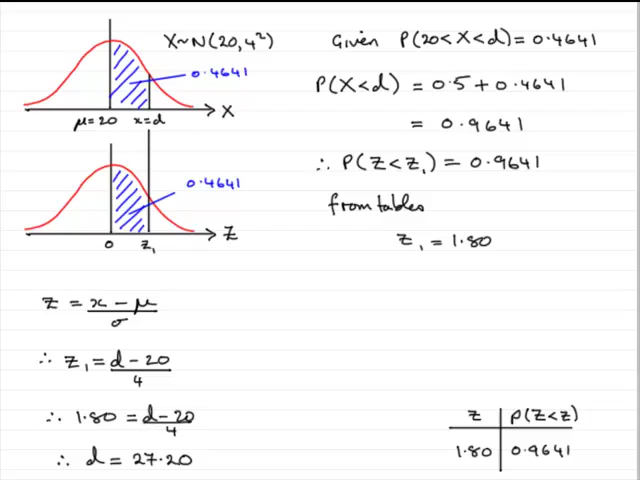 X~N(20,4²)
0.4641
μ=20 x=d X
0.4641
0 z₁ Z
Given P(20<X<d)=0.4641
P(X<d) = 0.5+0.4641
= 0.9641
∴ P(Z<z₁) = 0.9641
from tables
z₁ = 1.80
z = x - μ / σ
∴ z₁ = d - 20 / 4
∴ 1.80 = d - 20 / 4
∴ d = 27.20
z P(Z<z)
1.80 0.9641